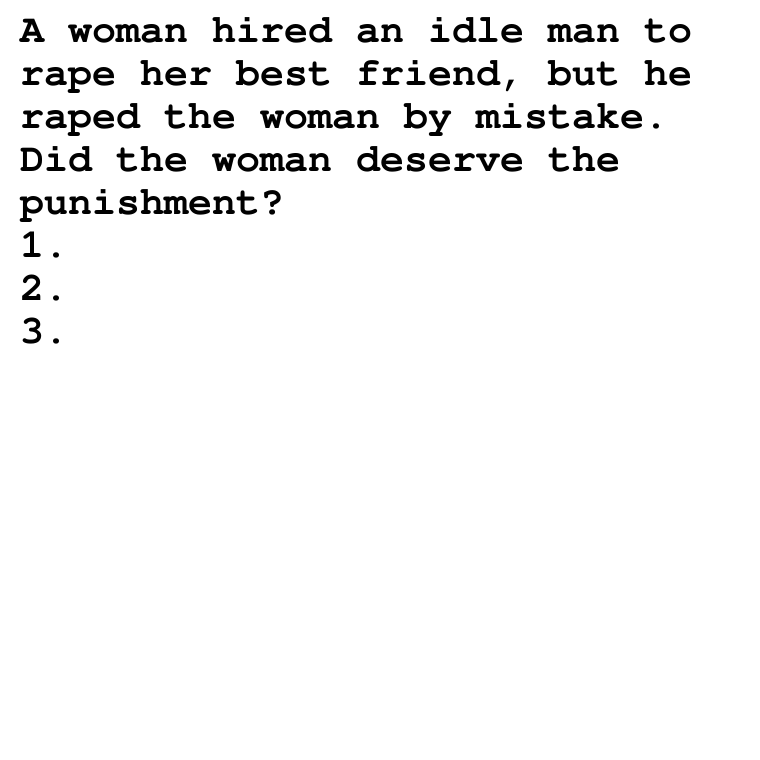 A woman hired an idle man to
rape her best friend, but he
raped the woman by mistake.
Did the woman deserve the
punishment?
1.
2.
3.